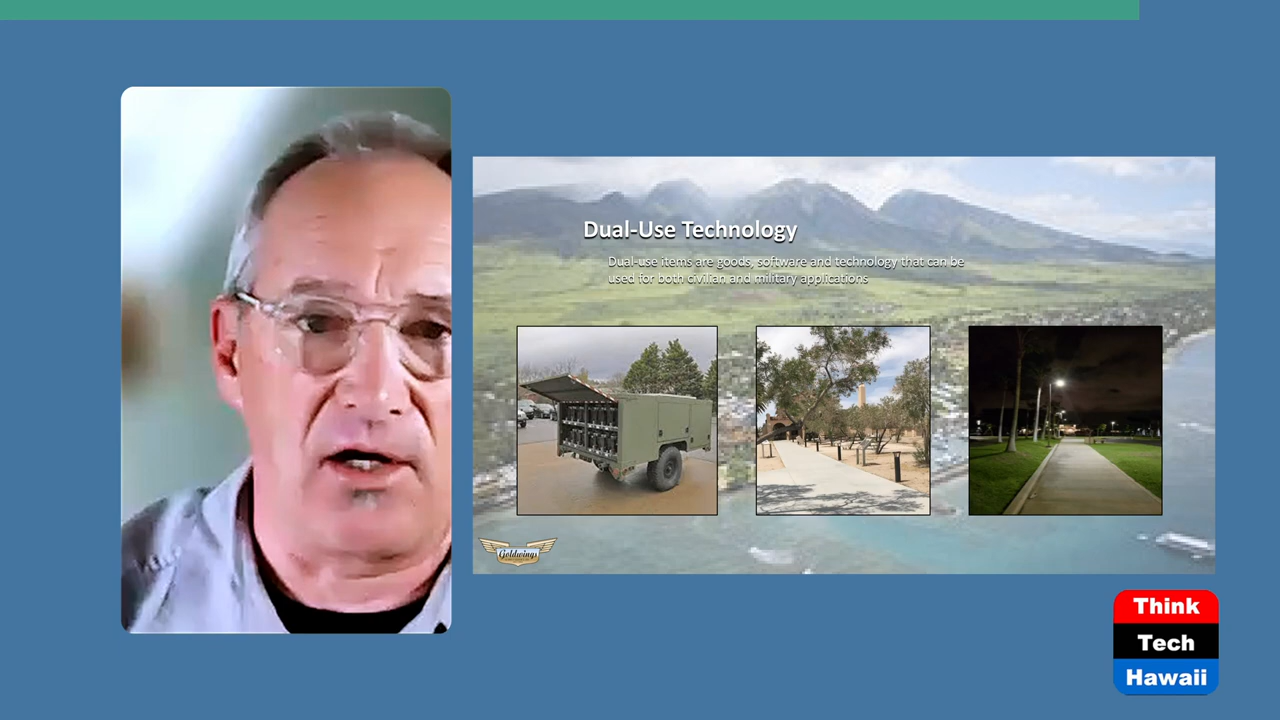 Dual-Use Technology
Dual-use items are goods, software and technology that can be
used for both civilian and military applications
Goldwings
Think
Tech
Hawaii